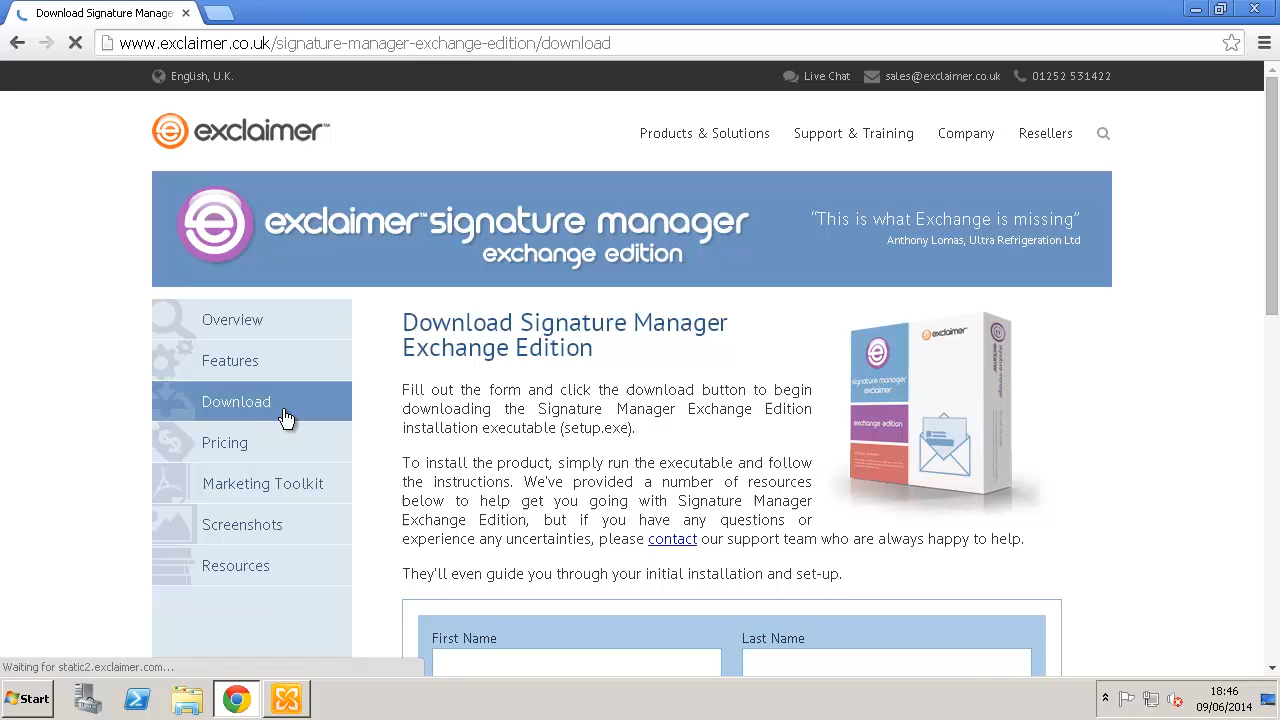 Download Signature Manage
www.exclaimer.co.uk/signature-manager-exchange-edition/download
English, U.K.
Live Chat
sales@exclaimer.co.uk
01252 531422
exclaimer™
Products & Solutions
Support & Training
Company
Resellers
exclaimer™ signature manager
exchange edition
“This is what Exchange is missing”
Anthony Lomas, Ultra Refrigeration Ltd
Overview
Features
Download
Pricing
Marketing Toolkit
Screenshots
Resources
Download Signature Manager
Exchange Edition
Fill out the form and click the download button to begin
downloading the Signature Manager Exchange Edition
installation executable (setup.exe).
To install the product, simply run the executable and follow
the instructions. We've provided a number of resources
below to help get you going with Signature Manager
Exchange Edition, but if you have any questions or
experience any uncertainties, please contact our support team who are always happy to help.
They'll even guide you through your initial installation and set-up.
exclaimer
signature manager
exclaimer
exchange edition
First Name
Last Name
Waiting for static2.exclaimer.com...
Start
18:46
09/06/2014